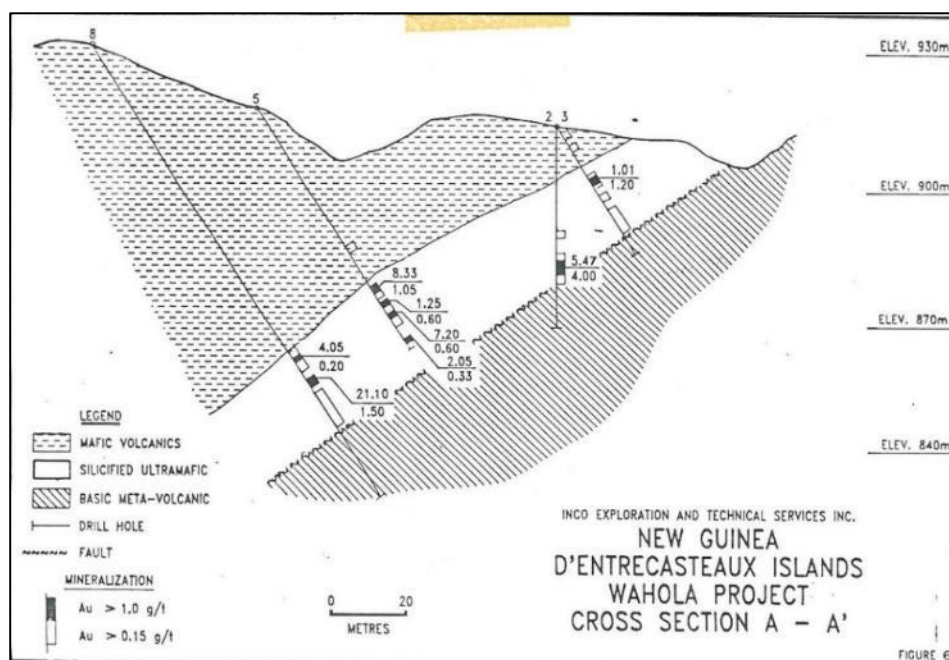 8
ELEV. 930m
5
2 3
1.01
1.20
ELEV. 900m
5.47
4.00
8.33
1.05
1.25
0.60
7.20
0.60
2.05
0.33
ELEV. 870m
4.05
0.20
21.10
1.50
ELEV. 840m
LEGEND
MAFIC VOLCANICS
SILICIFIED ULTRAMAFIC
BASIC META-VOLCANIC
DRILL HOLE
FAULT
MINERALIZATION
Au > 1.0 g/t
Au > 0.15 g/t
0 20
METRES
INCO EXPLORATION AND TECHNICAL SERVICES INC.
NEW GUINEA
D'ENTRECASTEAUX ISLANDS
WAHOLA PROJECT
CROSS SECTION A - A'
FIGURE 6